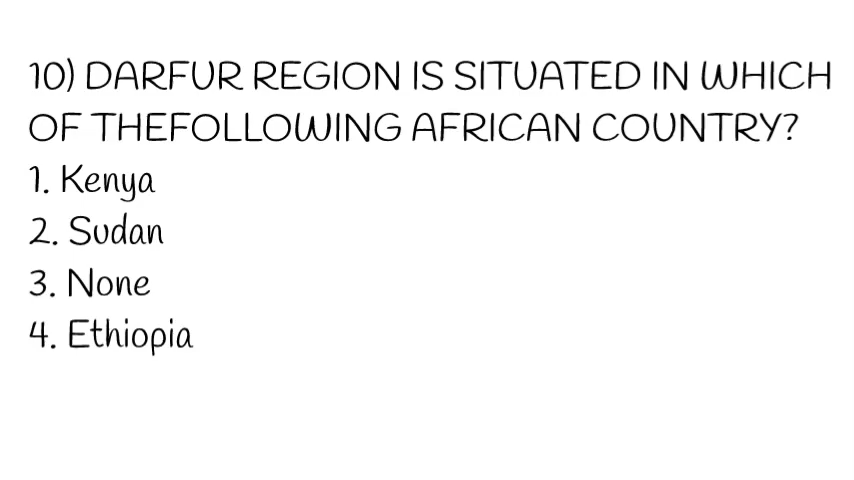 10) DARFUR REGION IS SITUATED IN WHICH
OF THEFOLLOWING AFRICAN COUNTRY?
1. Kenya
2. Sudan
3. None
4. Ethiopia